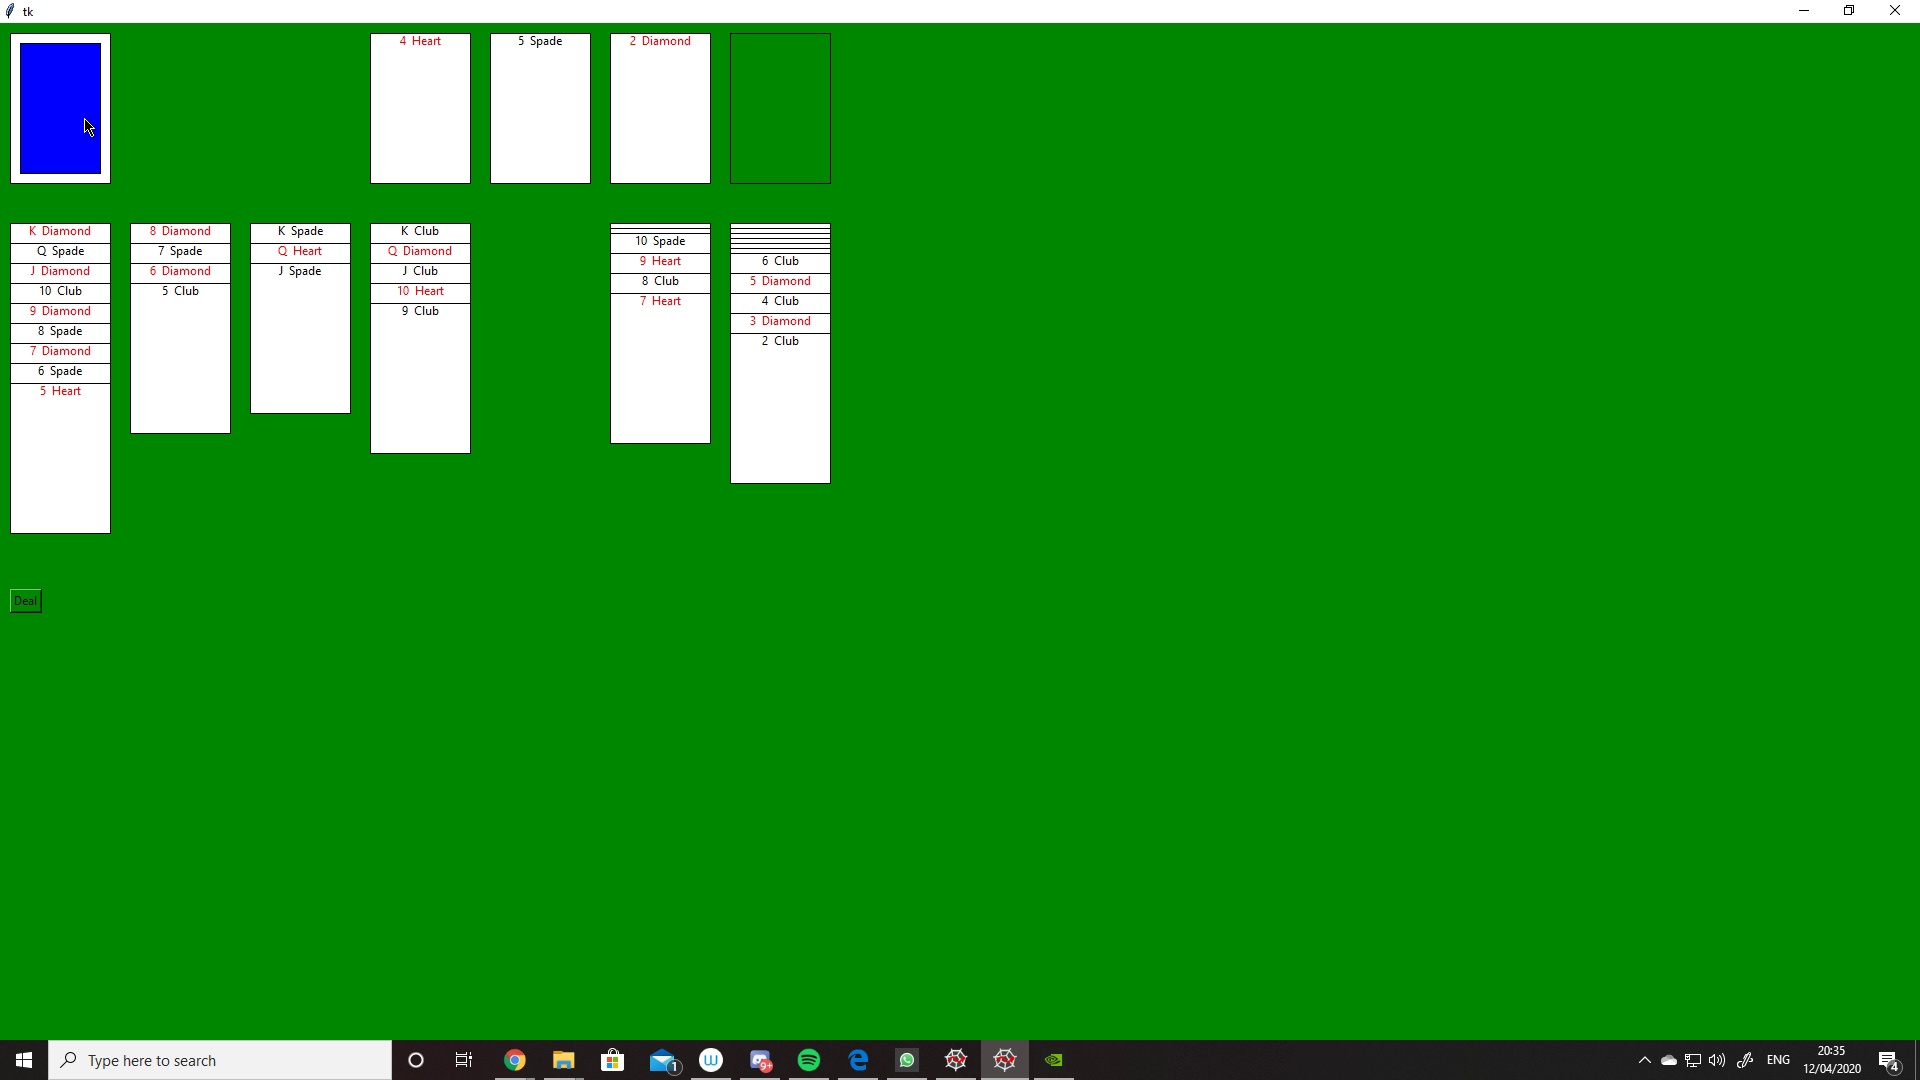 tk
4 Heart
5 Spade
2 Diamond
K Diamond
Q Spade
J Diamond
10 Club
9 Diamond
8 Spade
7 Diamond
6 Spade
5 Heart
8 Diamond
7 Spade
6 Diamond
5 Club
K Spade
Q Heart
J Spade
K Club
Q Diamond
J Club
10 Heart
9 Club
10 Spade
9 Heart
8 Club
7 Heart
6 Club
5 Diamond
4 Club
3 Diamond
2 Club
Deal
Type here to search
1
W
9+
ENG
20:35
12/04/2020
4